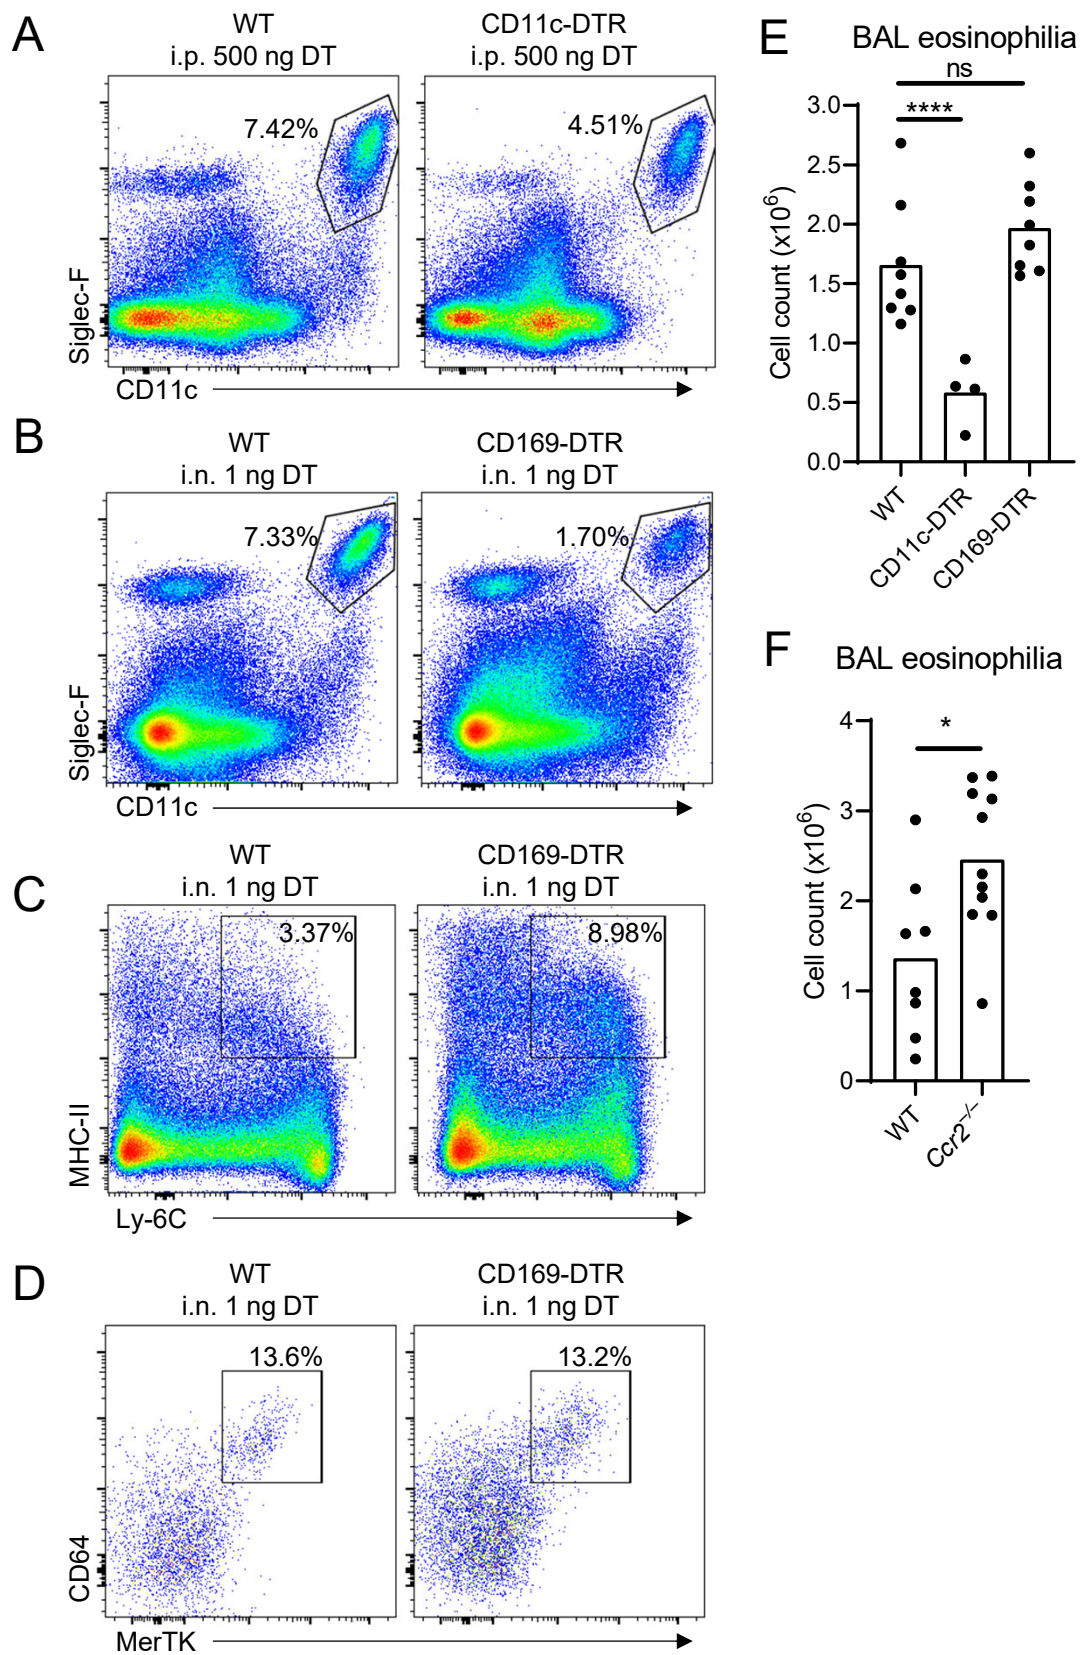 A
WT
i.p. 500 ng DT
CD11c-DTR
i.p. 500 ng DT
7.42%
4.51%
Siglec-F
CD11c
B
WT
i.n. 1 ng DT
CD169-DTR
i.n. 1 ng DT
7.33%
1.70%
Siglec-F
CD11c
C
WT
i.n. 1 ng DT
CD169-DTR
i.n. 1 ng DT
3.37%
8.98%
MHC-II
Ly-6C
D
WT
i.n. 1 ng DT
CD169-DTR
i.n. 1 ng DT
13.6%
13.2%
CD64
MerTK
E
BAL eosinophilia
ns
****
3.0
2.5
2.0
1.5
1.0
0.5
0.0
Cell count (x10⁶)
WT
CD11c-DTR
CD169-DTR
F
BAL eosinophilia
*
4
3
2
1
0
Cell count (x10⁶)
WT
Ccr2⁻/⁻